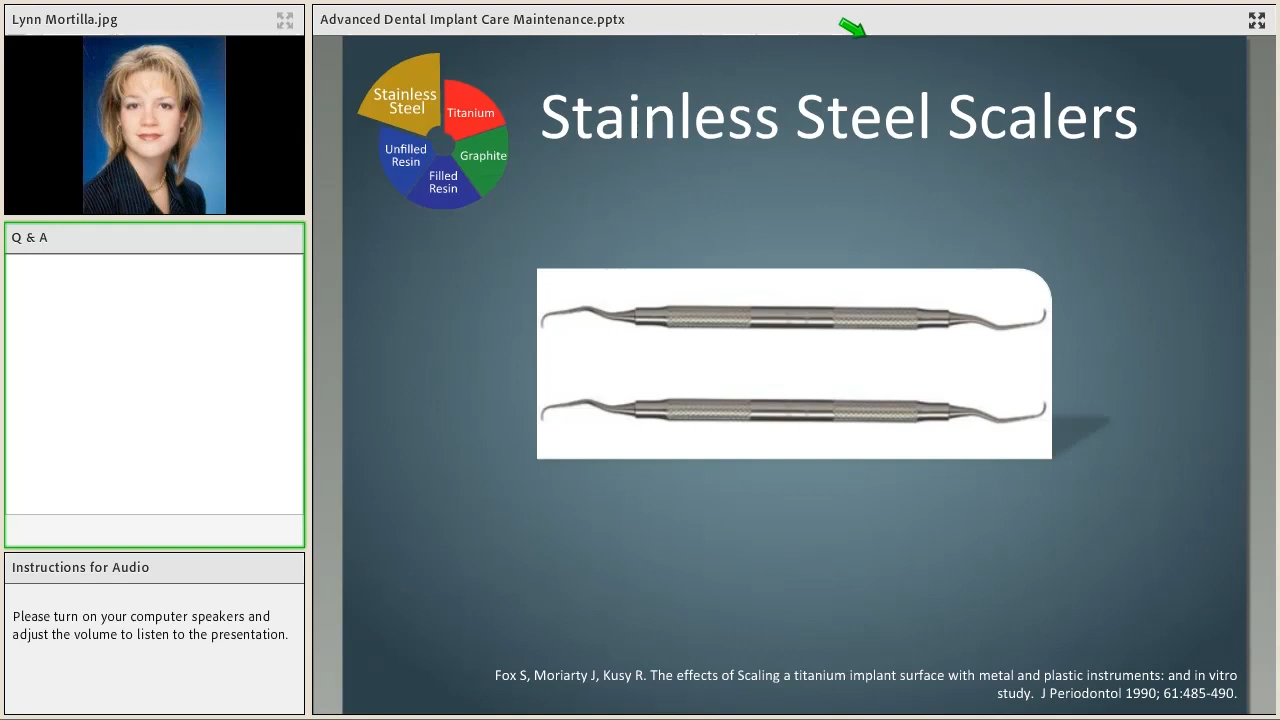 Lynn Mortilla.jpg
Advanced Dental Implant Care Maintenance.pptx
Stainless
Steel
Titanium
Graphite
Filled
Resin
Unfilled
Resin
Stainless Steel Scalers
Q & A
Instructions for Audio
Please turn on your computer speakers and
adjust the volume to listen to the presentation.
Fox S, Moriarty J, Kusy R. The effects of Scaling a titanium implant surface with metal and plastic instruments: and in vitro
study.  J Periodontol 1990; 61:485-490.